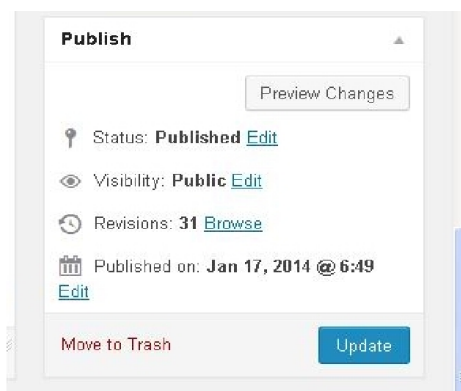 Publish
Preview Changes
Status: Published Edit
Visibility: Public Edit
Revisions: 31 Browse
Published on: Jan 17, 2014 @ 6:49
Edit
Move to Trash
Update